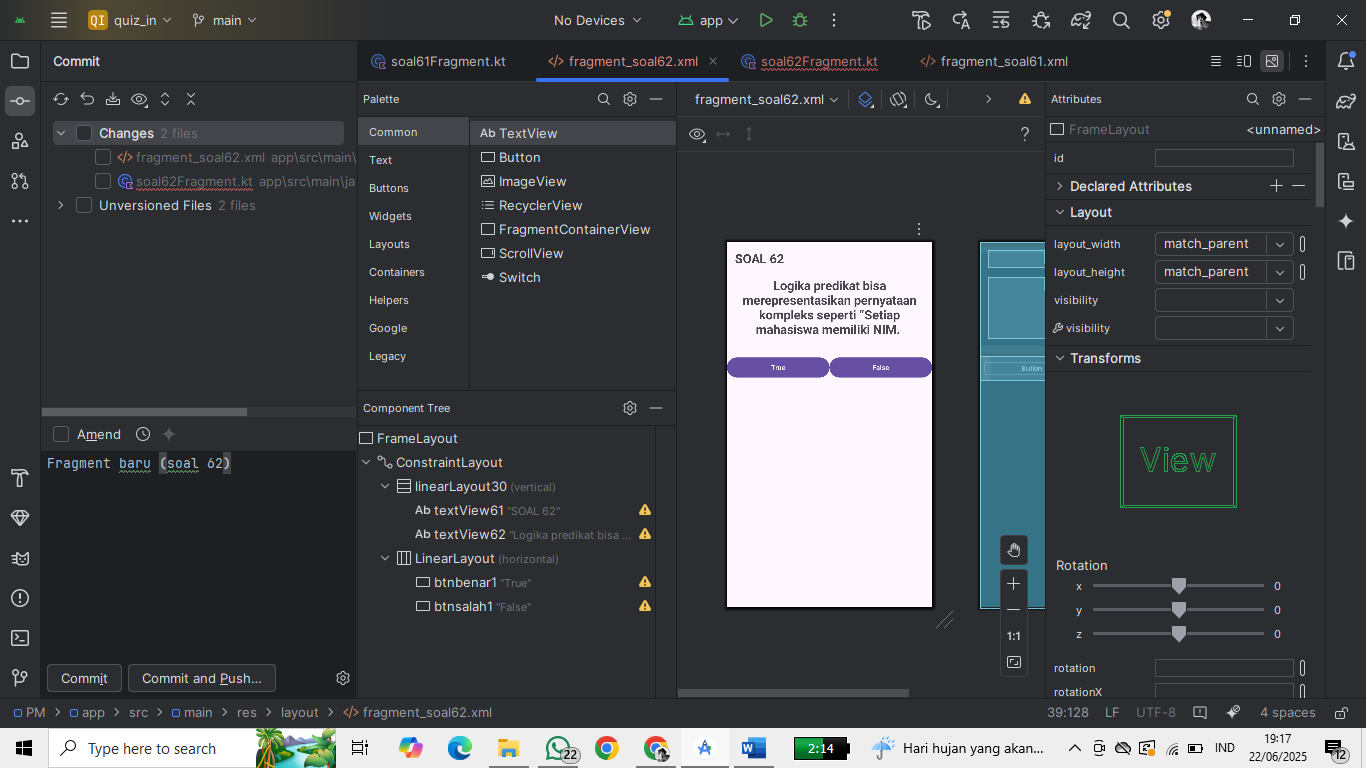 QI quiz_in main No Devices app
Commit
soal61Fragment.kt fragment_soal62.xml soal62Fragment.kt fragment_soal61.xml
Changes 2 files
fragment_soal62.xml app\src\main\
soal62Fragment.kt app\src\main\ja
Unversioned Files 2 files
Amend
Fragment baru (soal 62)
Commit
Commit and Push...
Palette
Common
Text
Buttons
Widgets
Layouts
Containers
Helpers
Google
Legacy
Ab TextView
Button
ImageView
RecyclerView
FragmentContainerView
ScrollView
Switch
Component Tree
FrameLayout
ConstraintLayout
linearLayout30 (vertical)
Ab textView61 "SOAL 62"
Ab textView62 "Logika predikat bisa ...
LinearLayout (horizontal)
btnbenar1 "True"
btnsalah1 "False"
fragment_soal62.xml
?
SOAL 62
Logika predikat bisa
merepresentasikan pernyataan
kompleks seperti “Setiap
mahasiswa memiliki NIM.
True False
Button
1:1
Attributes
FrameLayout <unnamed>
id
Declared Attributes
Layout
layout_width match_parent
layout_height match_parent
visibility
visibility
Transforms
View
Rotation
x 0
y 0
z 0
rotation
rotationX
PM > app > src > main > res > layout > fragment_soal62.xml
39:128 LF UTF-8 4 spaces
Type here to search
22
2:14
Hari hujan yang akan...
IND
19:17
22/06/2025
12